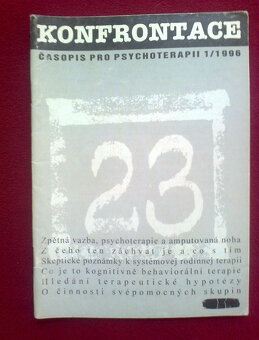 KONFRONTACE
ČASOPIS PRO PSYCHOTERAPII 1/1996
23
Zpětná vazba, psychoterapie a amputovaná noha
Z čeho ten záchvat je a co s tím
Skeptické poznámky k systémové rodinné terapii
Co je to kognitivně behaviorální terapie
Hledání terapeutické hypotézy
O činnosti svépomocných skupin